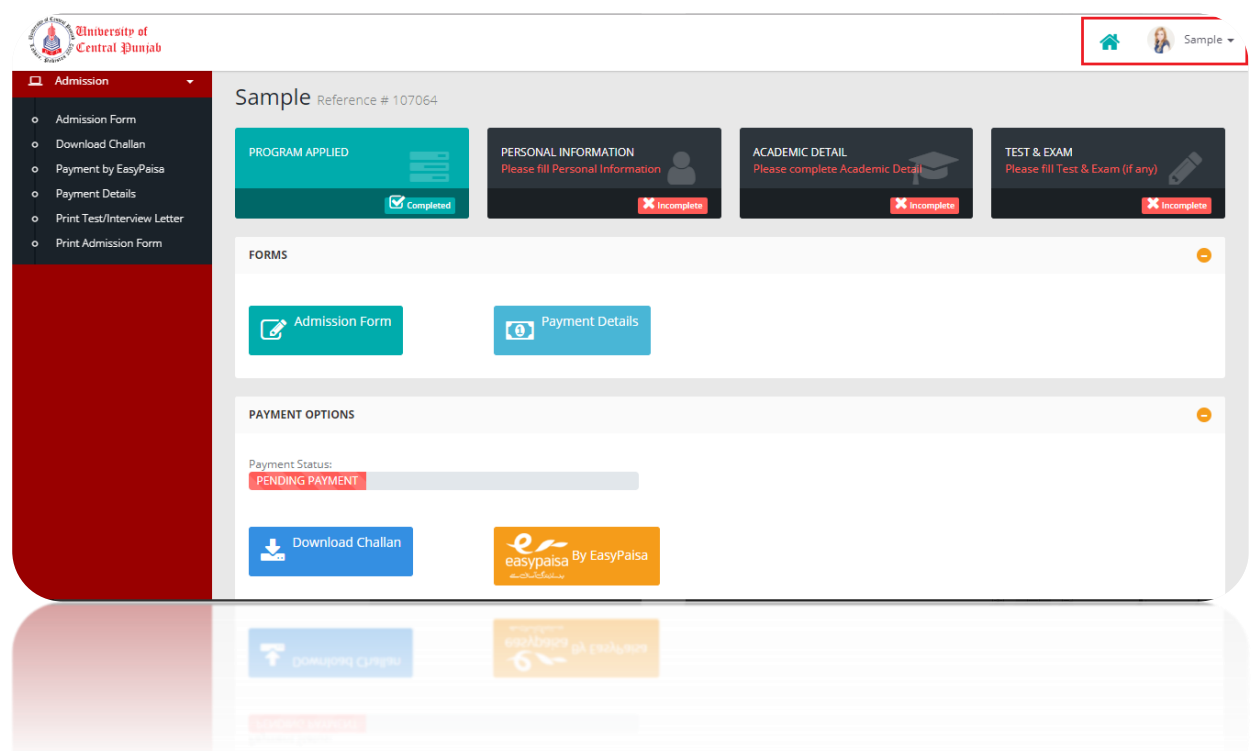 University of
Central Punjab
Sample
Admission
Admission Form
Download Challan
Payment by EasyPaisa
Payment Details
Print Test/Interview Letter
Print Admission Form
Sample Reference # 107064
PROGRAM APPLIED
Completed
PERSONAL INFORMATION
Please fill Personal Information
Incomplete
ACADEMIC DETAIL
Please complete Academic Detail
Incomplete
TEST & EXAM
Please fill Test & Exam (if any)
Incomplete
FORMS
Admission Form
Payment Details
PAYMENT OPTIONS
Payment Status:
PENDING PAYMENT
Download Challan
easypaisa By EasyPaisa